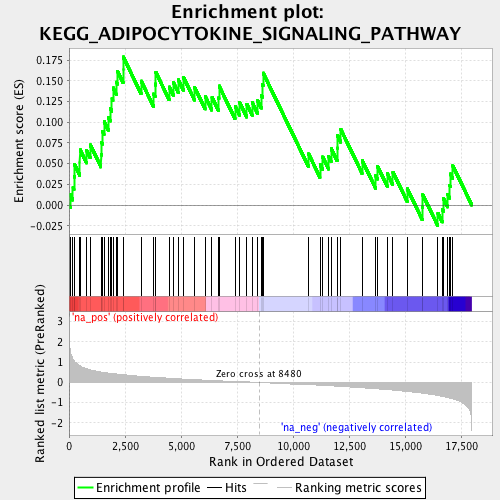 Enrichment plot:
KEGG_ADIPOCYTOKINE_SIGNALING_PATHWAY
Enrichment score (ES)
0.175
0.150
0.125
0.100
0.075
0.050
0.025
0.000
-0.025
'na_pos' (positively correlated)
Ranked list metric (PreRanked)
3
2
1
0
-1
-2
Zero cross at 8480
'na_neg' (negatively correlated)
0
2,500
5,000
7,500
10,000
12,500
15,000
17,500
Rank in Ordered Dataset
Enrichment profile
Hits
Ranking metric scores